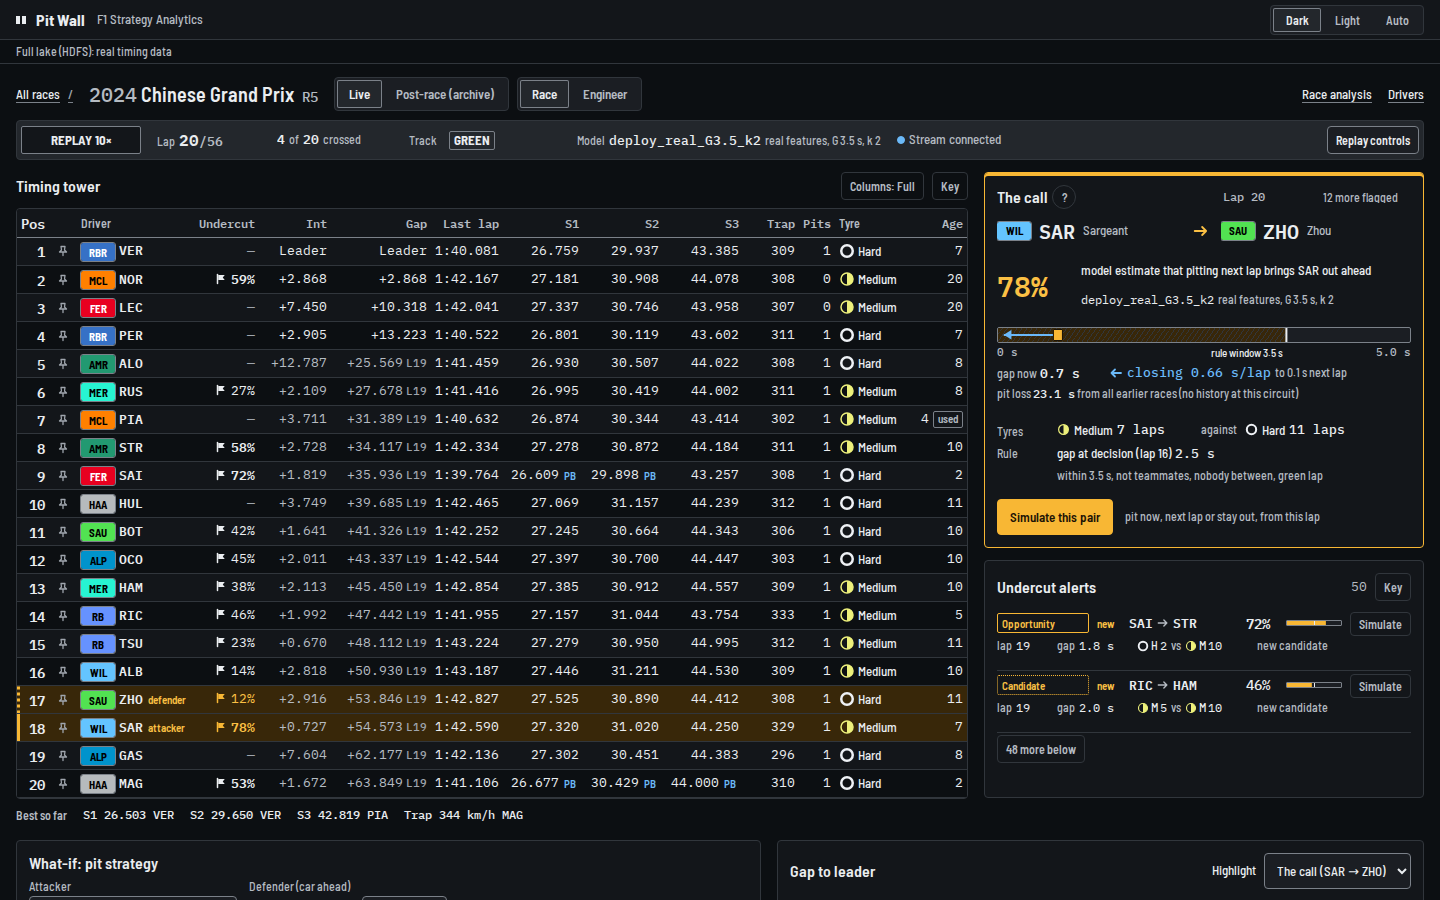 Pit Wall F1 Strategy Analytics Dark Light Auto
Full lake (HDFS): real timing data
All races / 2024 Chinese Grand Prix R5 Live Post-race (archive) Race Engineer Race analysis Drivers
REPLAY 10× Lap 20/56 4 of 20 crossed Track GREEN Model deploy_real_G3.5_k2 real features, G 3.5 s, k 2 Stream connected Replay controls
Timing tower Columns: Full Key
Pos Driver Undercut Int Gap Last lap S1 S2 S3 Trap Pits Tyre Age
1 RBR VER – Leader Leader 1:40.081 26.759 29.937 43.385 309 1 Hard 7
2 MCL NOR 59% +2.868 +2.868 1:42.167 27.181 30.908 44.078 308 0 Medium 20
3 FER LEC – +7.450 +10.318 1:42.041 27.337 30.746 43.958 307 0 Medium 20
4 RBR PER – +2.905 +13.223 1:40.522 26.801 30.119 43.602 311 1 Hard 7
5 AMR ALO – +12.787 +25.569 L19 1:41.459 26.930 30.507 44.022 308 1 Hard 8
6 MER RUS 27% +2.109 +27.678 L19 1:41.416 26.995 30.419 44.002 311 1 Medium 8
7 MCL PIA – +3.711 +31.389 L19 1:40.632 26.874 30.344 43.414 302 1 Medium 4 used
8 AMR STR 58% +2.728 +34.117 L19 1:42.334 27.278 30.872 44.184 311 1 Medium 10
9 FER SAI 72% +1.819 +35.936 L19 1:39.764 26.609 PB 29.898 PB 43.257 308 1 Hard 2
10 HAA HUL – +3.749 +39.685 L19 1:42.465 27.069 31.157 44.239 312 1 Hard 11
11 SAU BOT 42% +1.641 +41.326 L19 1:42.252 27.245 30.664 44.343 306 1 Hard 10
12 ALP OCO 45% +2.011 +43.337 L19 1:42.544 27.397 30.700 44.447 303 1 Hard 10
13 MER HAM 38% +2.113 +45.450 L19 1:42.854 27.385 30.912 44.557 309 1 Medium 10
14 RB RIC 46% +1.992 +47.442 L19 1:41.955 27.157 31.044 43.754 333 1 Medium 5
15 RB TSU 23% +0.670 +48.112 L19 1:43.224 27.279 30.950 44.995 312 1 Hard 11
16 WIL ALB 14% +2.818 +50.930 L19 1:43.187 27.446 31.211 44.530 309 1 Medium 10
17 SAU ZHO defender 12% +2.916 +53.846 L19 1:42.827 27.525 30.890 44.412 308 1 Hard 11
18 WIL SAR attacker 78% +0.727 +54.573 L19 1:42.590 27.320 31.020 44.250 329 1 Medium 7
19 ALP GAS – +7.604 +62.177 L19 1:42.136 27.302 30.451 44.383 296 1 Hard 8
20 HAA MAG 53% +1.672 +63.849 L19 1:41.106 26.677 PB 30.429 PB 44.000 PB 310 1 Hard 2
Best so far S1 26.503 VER S2 29.650 VER S3 42.819 PIA Trap 344 km/h MAG
The call ? Lap 20 12 more flagged
WIL SAR Sargeant → SAU ZHO Zhou
78% model estimate that pitting next lap brings SAR out ahead
deploy_real_G3.5_k2 real features, G 3.5 s, k 2
0 s rule window 3.5 s 5.0 s
gap now 0.7 s ← closing 0.66 s/lap to 0.1 s next lap
pit loss 23.1 s from all earlier races (no history at this circuit)
Tyres Medium 7 laps against Hard 11 laps
Rule gap at decision (lap 16) 2.5 s
within 3.5 s, not teammates, nobody between, green lap
Simulate this pair pit now, next lap or stay out, from this lap
Undercut alerts 50 Key
Opportunity new SAI → STR 72% Simulate
lap 19 gap 1.8 s H 2 vs M 10 new candidate
Candidate new RIC → HAM 46% Simulate
lap 19 gap 2.0 s M 5 vs M 10 new candidate
48 more below
What-if: pit strategy
Attacker Defender (car ahead)
Gap to leader Highlight The call (SAR → ZHO)